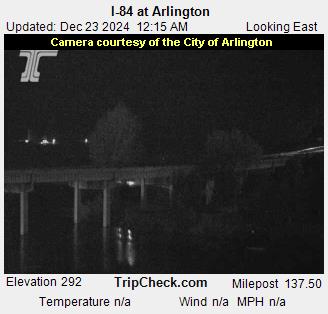 I-84 at Arlington
Updated: Dec 23 2024 12:15 AM Looking East
Camera courtesy of the City of Arlington
Elevation 292 TripCheck.com Milepost 137.50
Temperature n/a Wind n/a MPH n/a